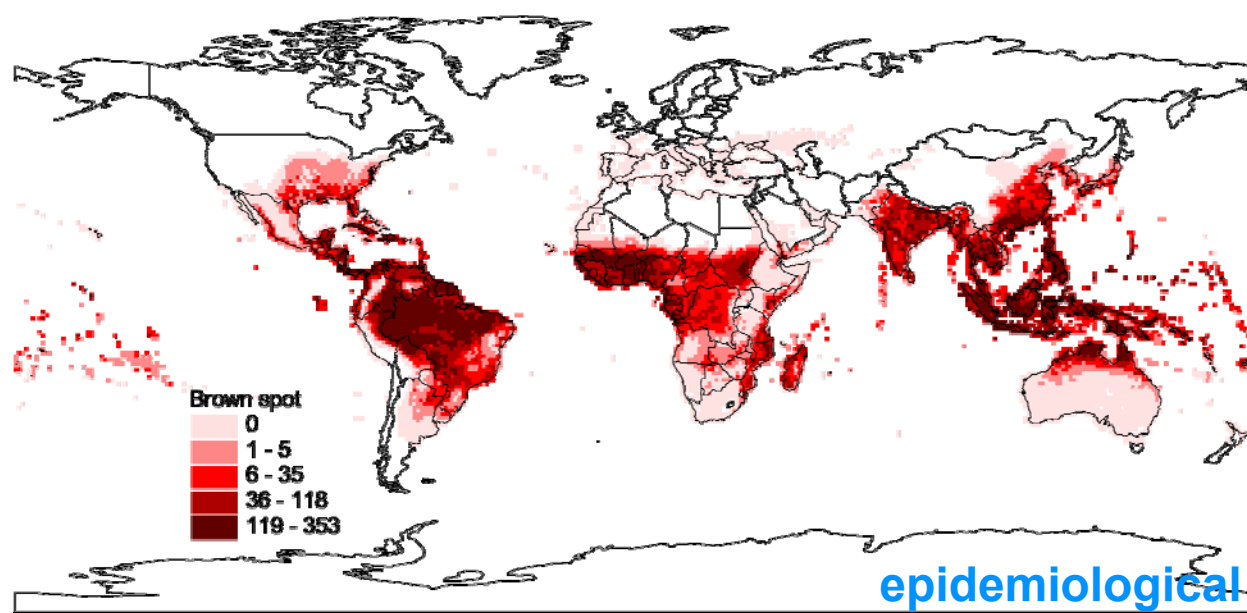 Brown spot
0
1 - 5
6 - 35
36 - 118
119 - 353
epidemiological